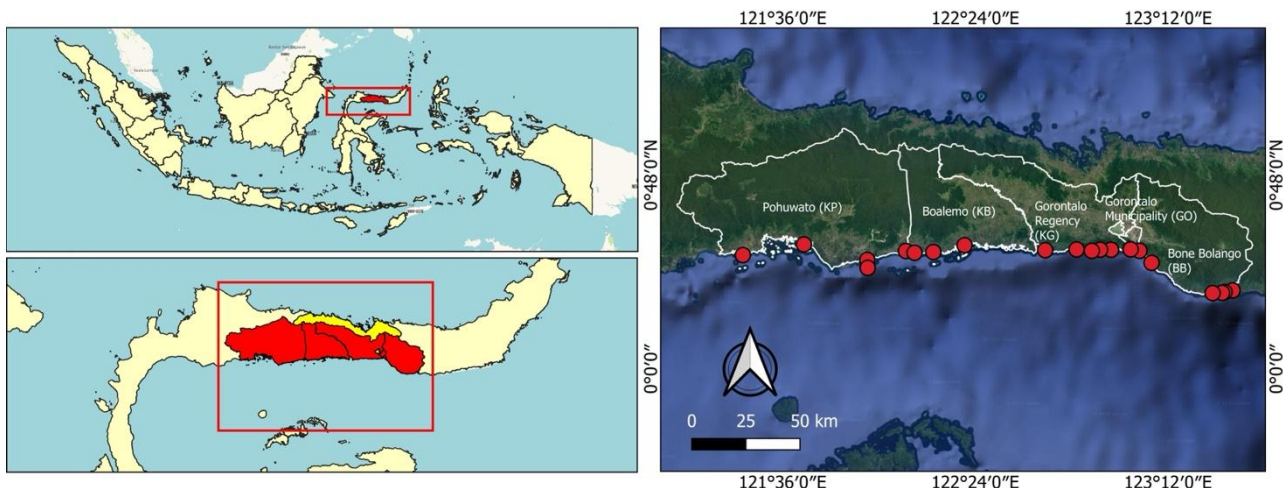 121°36′0″E
122°24′0″E
123°12′0″E
0°48′0″N
0°48′0″N
Pohuwato (KP)
Boalemo (KB)
Gorontalo
Regency
(KG)
Gorontalo
Municipality (GO)
Bone Bolango
(BB)
0°0′0″
0°0′0″
0
25
50 km
121°36′0″E
122°24′0″E
123°12′0″E